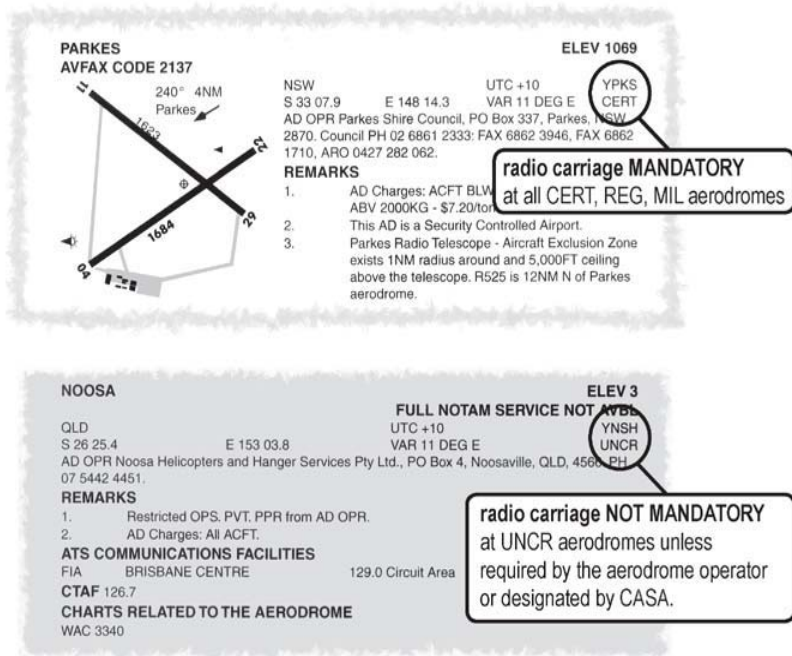 PARKES
ELEV 1069
AVFAX CODE 2137
240° 4NM
Parkes
11
1623
22
1684
29
04
NSW UTC +10 YPKS
S 33 07.9 E 148 14.3 VAR 11 DEG E CERT
AD OPR Parkes Shire Council, PO Box 337, Parkes, NSW
2870. Council PH 02 6861 2333: FAX 6862 3946, FAX 6862
1710, ARO 0427 282 062.
REMARKS
1. AD Charges: ACFT BLW
ABV 2000KG - $7.20/ton
2. This AD is a Security Controlled Airport.
3. Parkes Radio Telescope - Aircraft Exclusion Zone
exists 1NM radius around and 5,000FT ceiling
above the telescope. R525 is 12NM N of Parkes
aerodrome.
radio carriage MANDATORY
at all CERT, REG, MIL aerodromes
NOOSA ELEV 3
FULL NOTAM SERVICE NOT AVBL
QLD UTC +10 YNSH
S 26 25.4 E 153 03.8 VAR 11 DEG E UNCR
AD OPR Noosa Helicopters and Hanger Services Pty Ltd., PO Box 4, Noosaville, QLD, 4566 PH
07 5442 4451.
REMARKS
1. Restricted OPS. PVT. PPR from AD OPR.
2. AD Charges: All ACFT.
ATS COMMUNICATIONS FACILITIES
FIA BRISBANE CENTRE 129.0 Circuit Area
CTAF 126.7
CHARTS RELATED TO THE AERODROME
WAC 3340
radio carriage NOT MANDATORY
at UNCR aerodromes unless
required by the aerodrome operator
or designated by CASA.